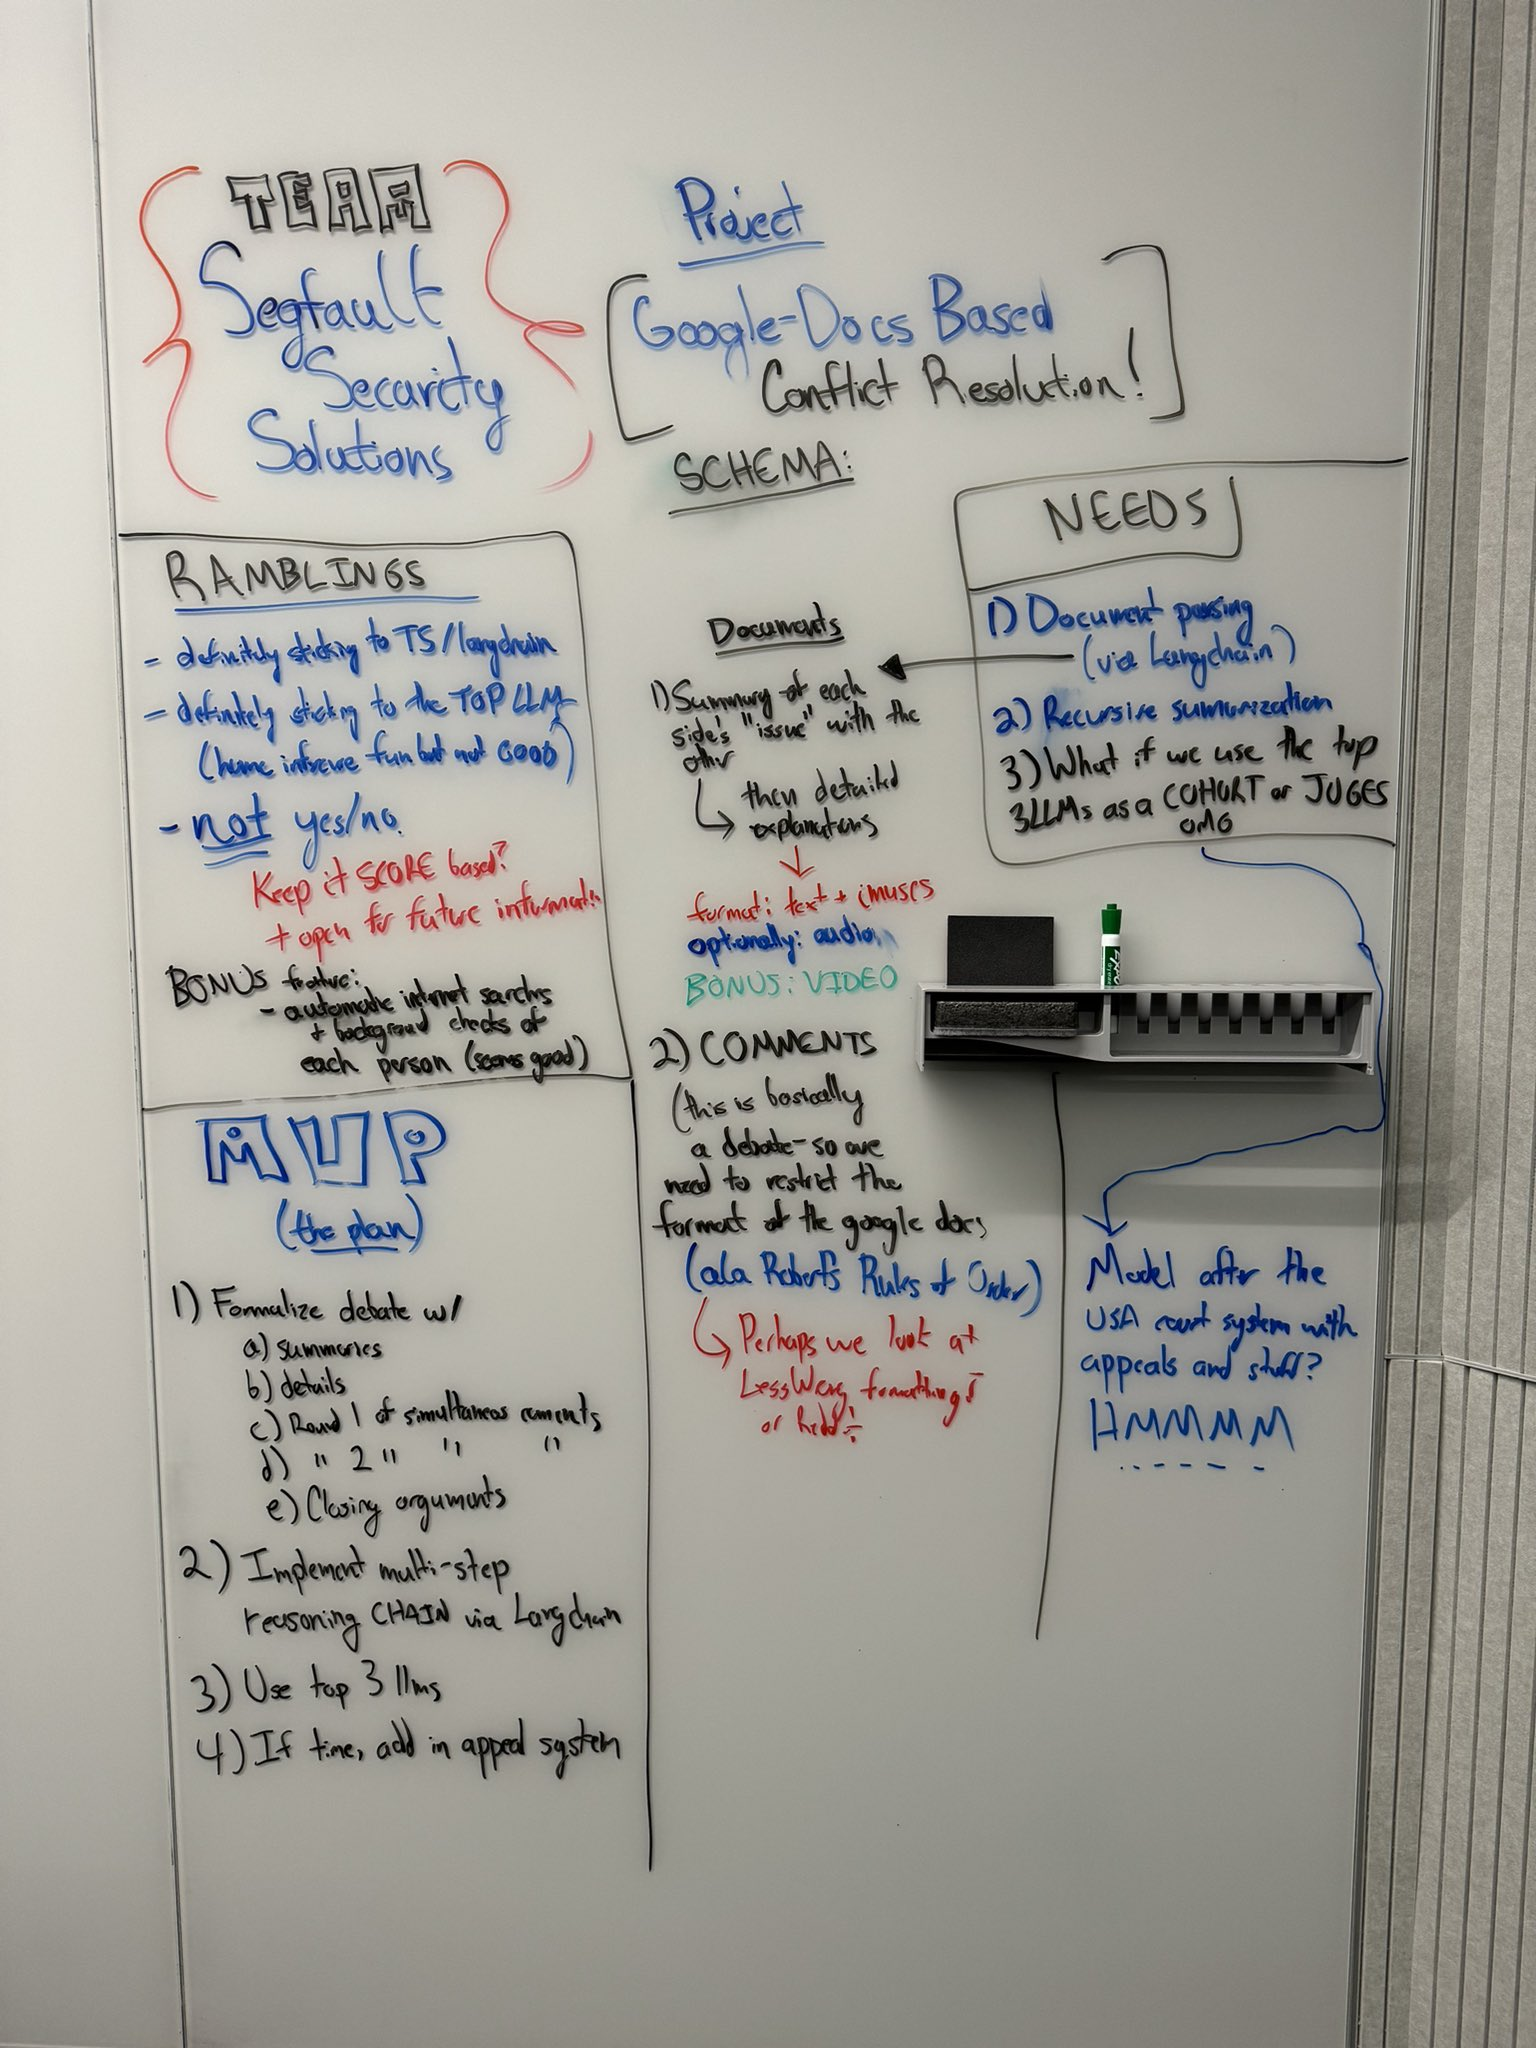 TEAM
Segfault
Security
Solutions
Project
Google-Docs Based
Conflict Resolution!
SCHEMA:
RAMBLINGS
- definitely sticking to TS/langchain
- definitely sticking to the TOP LLM
(home inference fun but not GOOD)
- not yes/no.
Keep it SCORE based?
+ open for future
BONUS feature:
- automatic internet searches
+ background checks of
each person (seems good)
MVP
(the plan)
1) Formalize debate w/
a) summaries
b) details
c) Round 1 of simultaneous
d) " 2 " " "
e) Closing arguments
2) Implement multi-step
reasoning CHAIN via Langchain
3) Use top 3 llms
4) If time, add in appeal system
Documents
1) Summary of each
side's "issue" with the
other
then detailed
explanations
format: text +
optionally: audio
BONUS: VIDEO
2) COMMENTS
(this is basically
a debate - so we
need to restrict the
format of the google docs
(ala Robert's Rules of Order)
Perhaps we look at
LessWrong formatting
or
NEEDS
1) Document parsing
(via Langchain)
2) Recursive sumarization
3) What if we use the top
3 LLMs as a COHORT of JUGES
OMG
Model after the
USA court system with
appeals and stuff?
HMMMM
EXPO